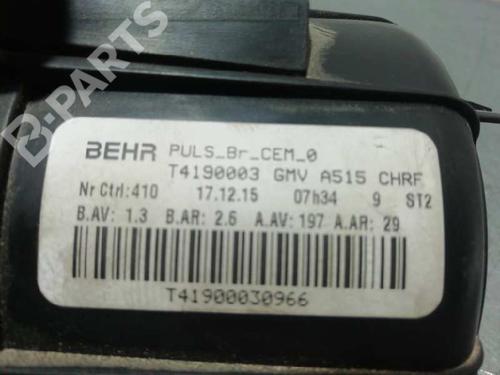 B-PARTS
BEHR PULS_Br_CEM_0
T4190003 GMV A515 CHRF
Nr Ctrl:410 17.12.15 07h34 9 ST2
B.AV: 1.3 B.AR: 2.6 A.AV: 197 A.AR: 29
T41900030966